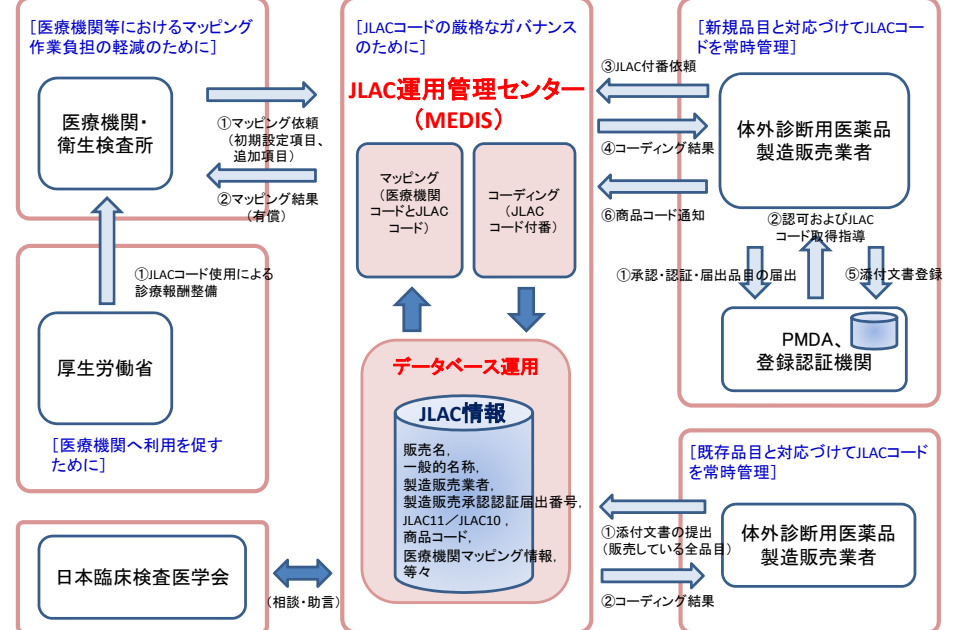 [医療機関等におけるマッピング
作業負担の軽減のために]
医療機関・
衛生検査所
①マッピング依頼
(初期設定項目、
追加項目)
②マッピング結果
(有償)
①JLACコード使用による
診療報酬整備
厚生労働省
[医療機関へ利用を促す
ために]
日本臨床検査医学会
(相談・助言)
[JLACコードの厳格なガバナンス
のために]
JLAC運用管理センター
(MEDIS)
マッピング
(医療機関
コードとJLAC
コード)
コーディング
(JLAC
コード付番)
データベース運用
JLAC情報
販売名,
一般的名称,
製造販売業者,
製造販売承認認証届出番号,
JLAC11/JLAC10 ,
商品コード,
医療機関マッピング情報,
等々
[新規品目と対応づけてJLACコー
ドを常時管理]
③JLAC付番依頼
④コーディング結果
⑥商品コード通知
体外診断用医薬品
製造販売業者
②認可およびJLAC
コード取得指導
①承認・認証・届出品目の届出
⑤添付文書登録
PMDA、
登録認証機関
[既存品目と対応づけてJLACコード
を常時管理]
①添付文書の提出
(販売している全品目)
②コーディング結果
体外診断用医薬品
製造販売業者